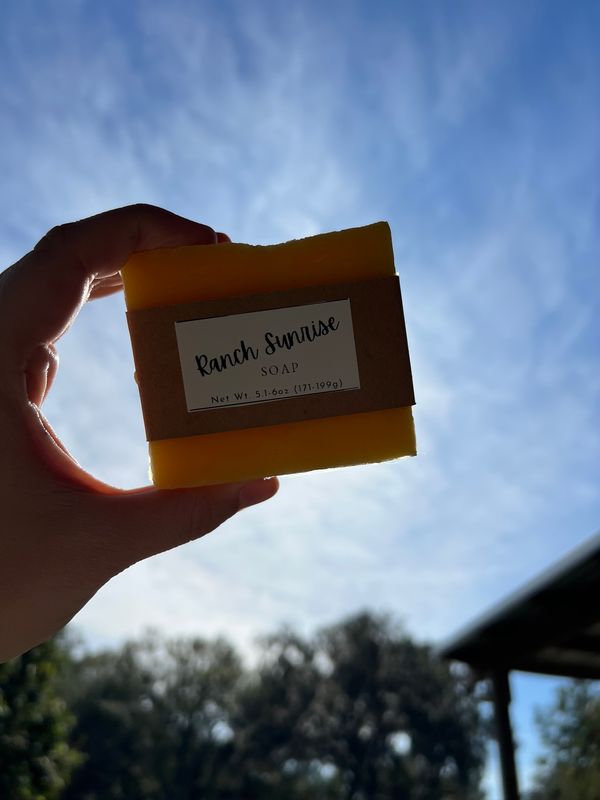 Ranch Sunrise
SOAP
Net Wt. 5.1-6oz (171-199g)